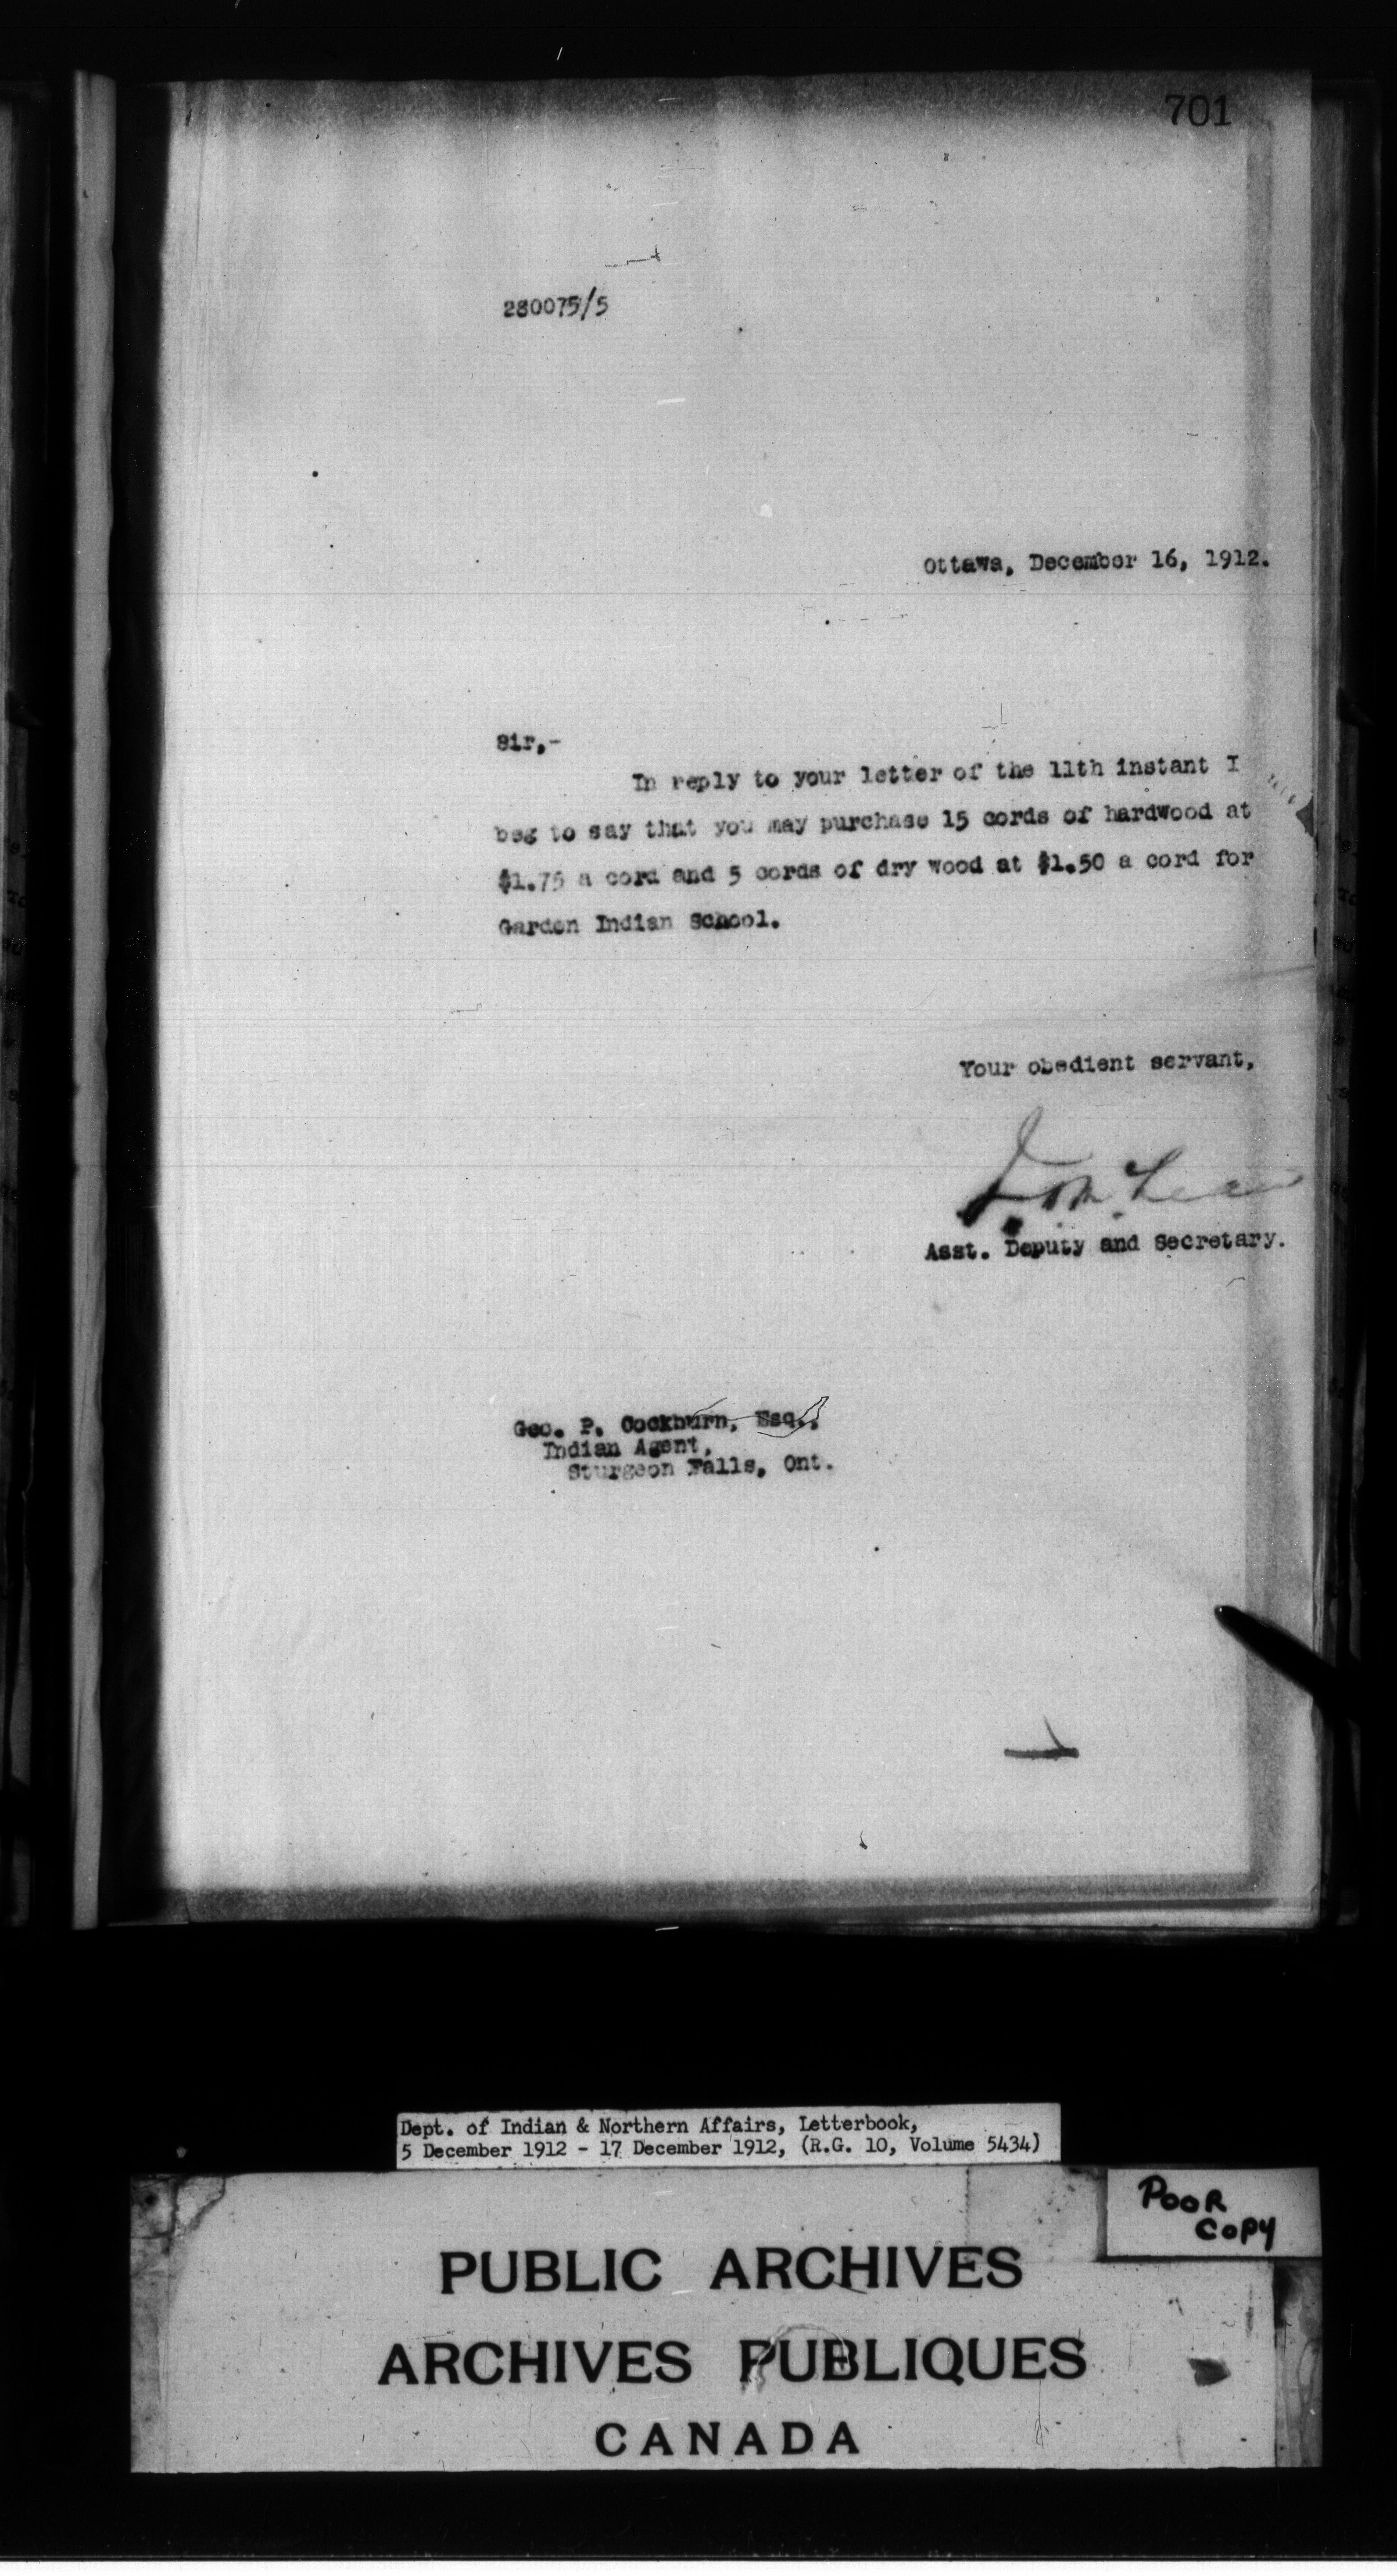 701
280075/5
Ottawa, December 16, 1912.
Sir,-
In reply to your letter of the 11th instant I
beg to say that you may purchase 15 cords of hardwood at
$1.75 a cord and 5 cords of dry wood at $1.50 a cord for
Garden Indian School.
Your obedient servant,
J. D. McLean
Asst. Deputy and Secretary.
Geo. P. Cockburn, Esq.,
Indian Agent,
Sturgeon Falls, Ont.
Dept. of Indian & Northern Affairs, Letterbook,
5 December 1912 - 17 December 1912, (R.G. 10, Volume 5434)
POOR
COPY
PUBLIC ARCHIVES
ARCHIVES PUBLIQUES
CANADA